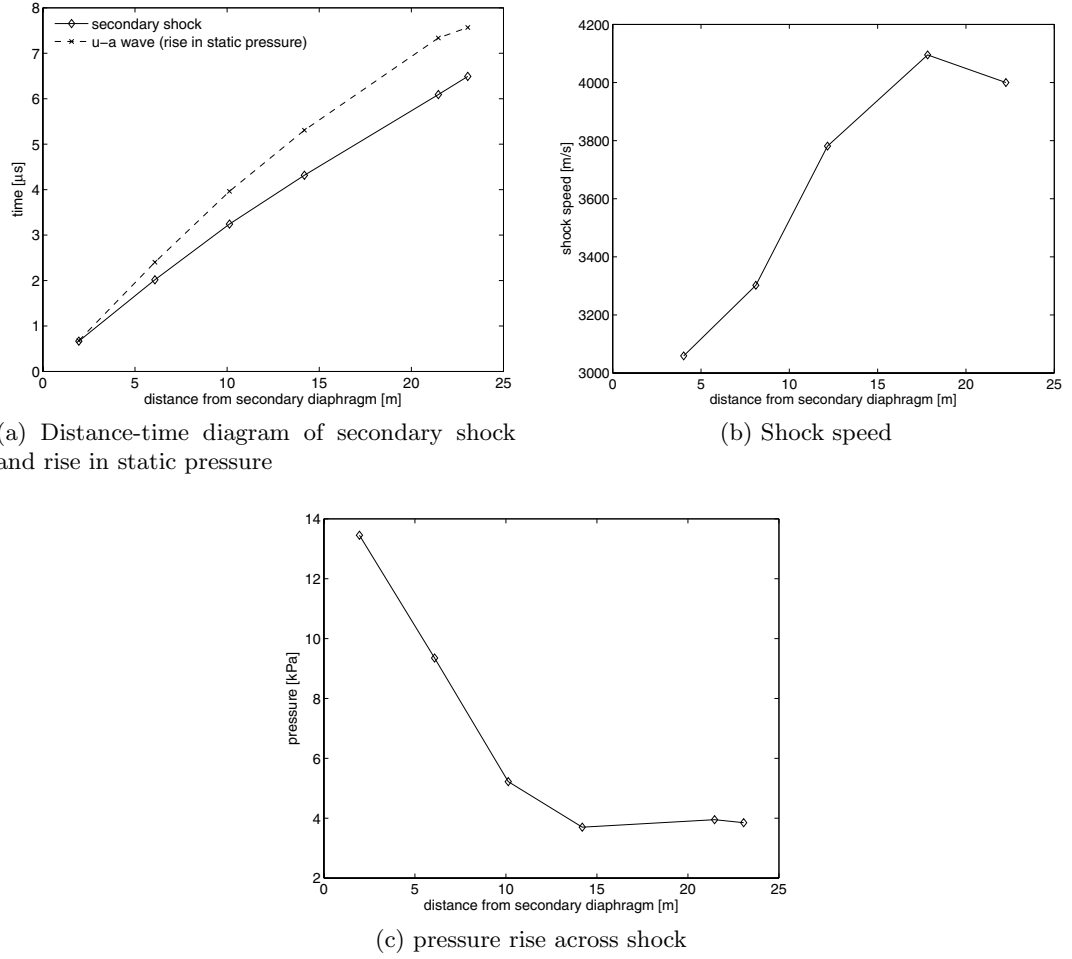 8
7
6
5
4
3
2
1
0
time [µs]
secondary shock
u−a wave (rise in static pressure)
0 5 10 15 20 25
distance from secondary diaphragm [m]
(a) Distance-time diagram of secondary shock
and rise in static pressure
4200
4000
3800
3600
3400
3200
3000
shock speed [m/s]
0 5 10 15 20 25
distance from secondary diaphragm [m]
(b) Shock speed
14
12
10
8
6
4
2
pressure [kPa]
0 5 10 15 20 25
distance from secondary diaphragm [m]
(c) pressure rise across shock